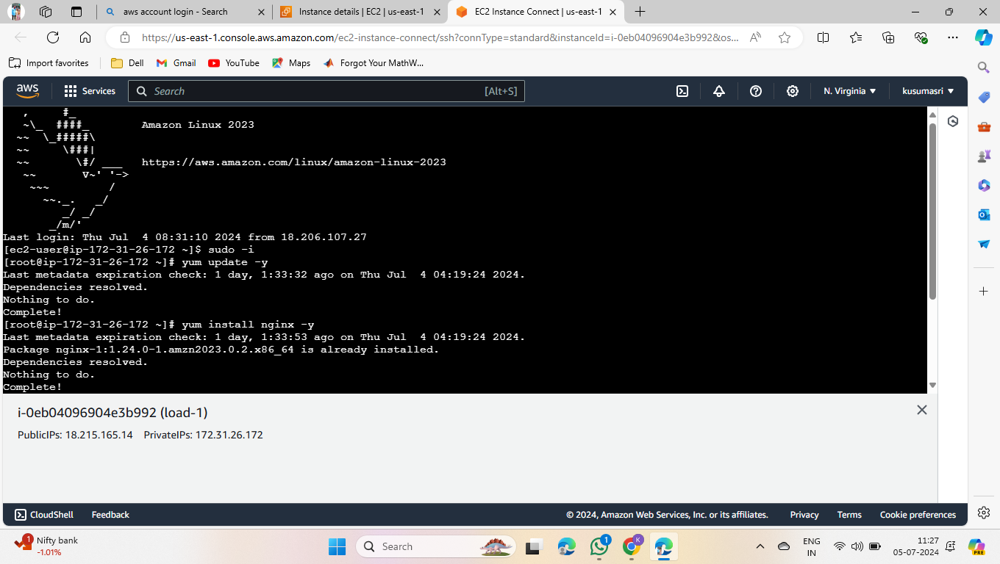 aws account login - Search
Instance details | EC2 | us-east-1
EC2 Instance Connect | us-east-1
https://us-east-1.console.aws.amazon.com/ec2-instance-connect/ssh?connType=standard&instanceId=i-0eb04096904e3b992&os...
Import favorites
Dell
Gmail
YouTube
Maps
Forgot Your MathW...
aws
Services
Search
[Alt+S]
N. Virginia
kusumasri
   ,     #_
   ~\_  ####_        Amazon Linux 2023
  ~~  \_#####\
  ~~     \###|
  ~~       \#/ ___   https://aws.amazon.com/linux/amazon-linux-2023
   ~~       V~' '->
    ~~~         /
      ~~._.   _/
         _/ _/
       _/m/'
Last login: Thu Jul  4 08:31:10 2024 from 18.206.107.27
[ec2-user@ip-172-31-26-172 ~]$ sudo -i
[root@ip-172-31-26-172 ~]# yum update -y
Last metadata expiration check: 1 day, 1:33:32 ago on Thu Jul  4 04:19:24 2024.
Dependencies resolved.
Nothing to do.
Complete!
[root@ip-172-31-26-172 ~]# yum install nginx -y
Last metadata expiration check: 1 day, 1:33:53 ago on Thu Jul  4 04:19:24 2024.
Package nginx-1:1.24.0-1.amzn2023.0.2.x86_64 is already installed.
Dependencies resolved.
Nothing to do.
Complete!
i-0eb04096904e3b992 (load-1)
PublicIPs: 18.215.165.14    PrivateIPs: 172.31.26.172
CloudShell
Feedback
© 2024, Amazon Web Services, Inc. or its affiliates.
Privacy
Terms
Cookie preferences
1
Nifty bank
-1.01%
Search
1
K
ENG
IN
11:27
05-07-2024
PRE